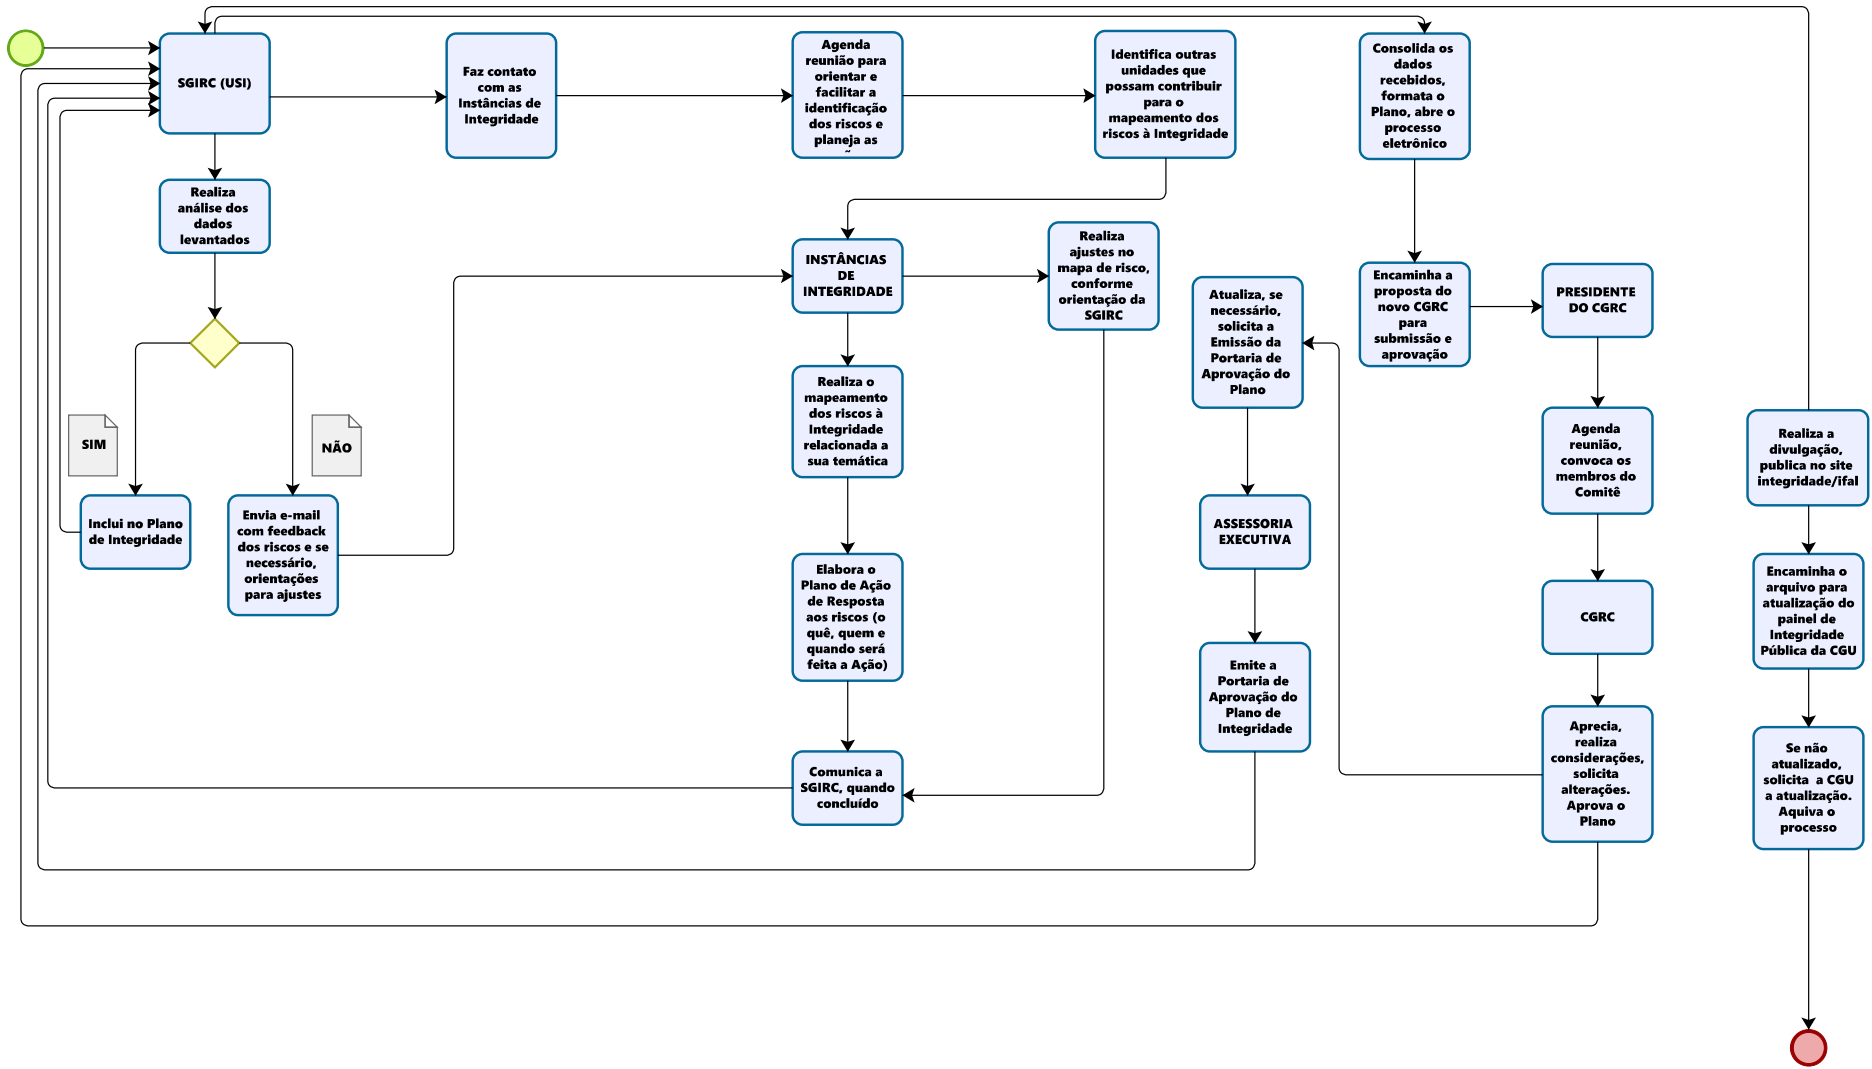 SGIRC (USI)
Faz contato
com as
Instâncias de
Integridade
Agenda
reunião para
orientar e
facilitar a
identificação
dos riscos e
planeja as
Identifica outras
unidades que
possam contribuir
para o
mapeamento dos
riscos à Integridade
Consolida os
dados
recebidos,
formata o
Plano, abre o
processo
eletrônico
Realiza
análise dos
dados
levantados
INSTÂNCIAS
DE
INTEGRIDADE
Realiza
ajustes no
mapa de risco,
conforme
orientação da
SGIRC
Atualiza, se
necessário,
solicita a
Emissão da
Portaria de
Aprovação do
Plano
Encaminha a
proposta do
novo CGRC
para
submissão e
aprovação
PRESIDENTE
DO CGRC
SIM
NÃO
Realiza o
mapeamento
dos riscos à
Integridade
relacionada a
sua temática
Agenda
reunião,
convoca os
membros do
Comitê
Realiza a
divulgação,
publica no site
integridade/ifal
Inclui no Plano
de Integridade
Envia e-mail
com feedback
dos riscos e se
necessário,
orientações
para ajustes
ASSESSORIA
EXECUTIVA
Elabora o
Plano de Ação
de Resposta
aos riscos (o
quê, quem e
quando será
feita a Ação)
CGRC
Encaminha o
arquivo para
atualização do
painel de
Integridade
Pública da CGU
Emite a
Portaria de
Aprovação do
Plano de
Integridade
Comunica a
SGIRC, quando
concluído
Aprecia,
realiza
considerações,
solicita
alterações.
Aprova o
Plano
Se não
atualizado,
solicita  a CGU
a atualização.
Aquiva o
processo